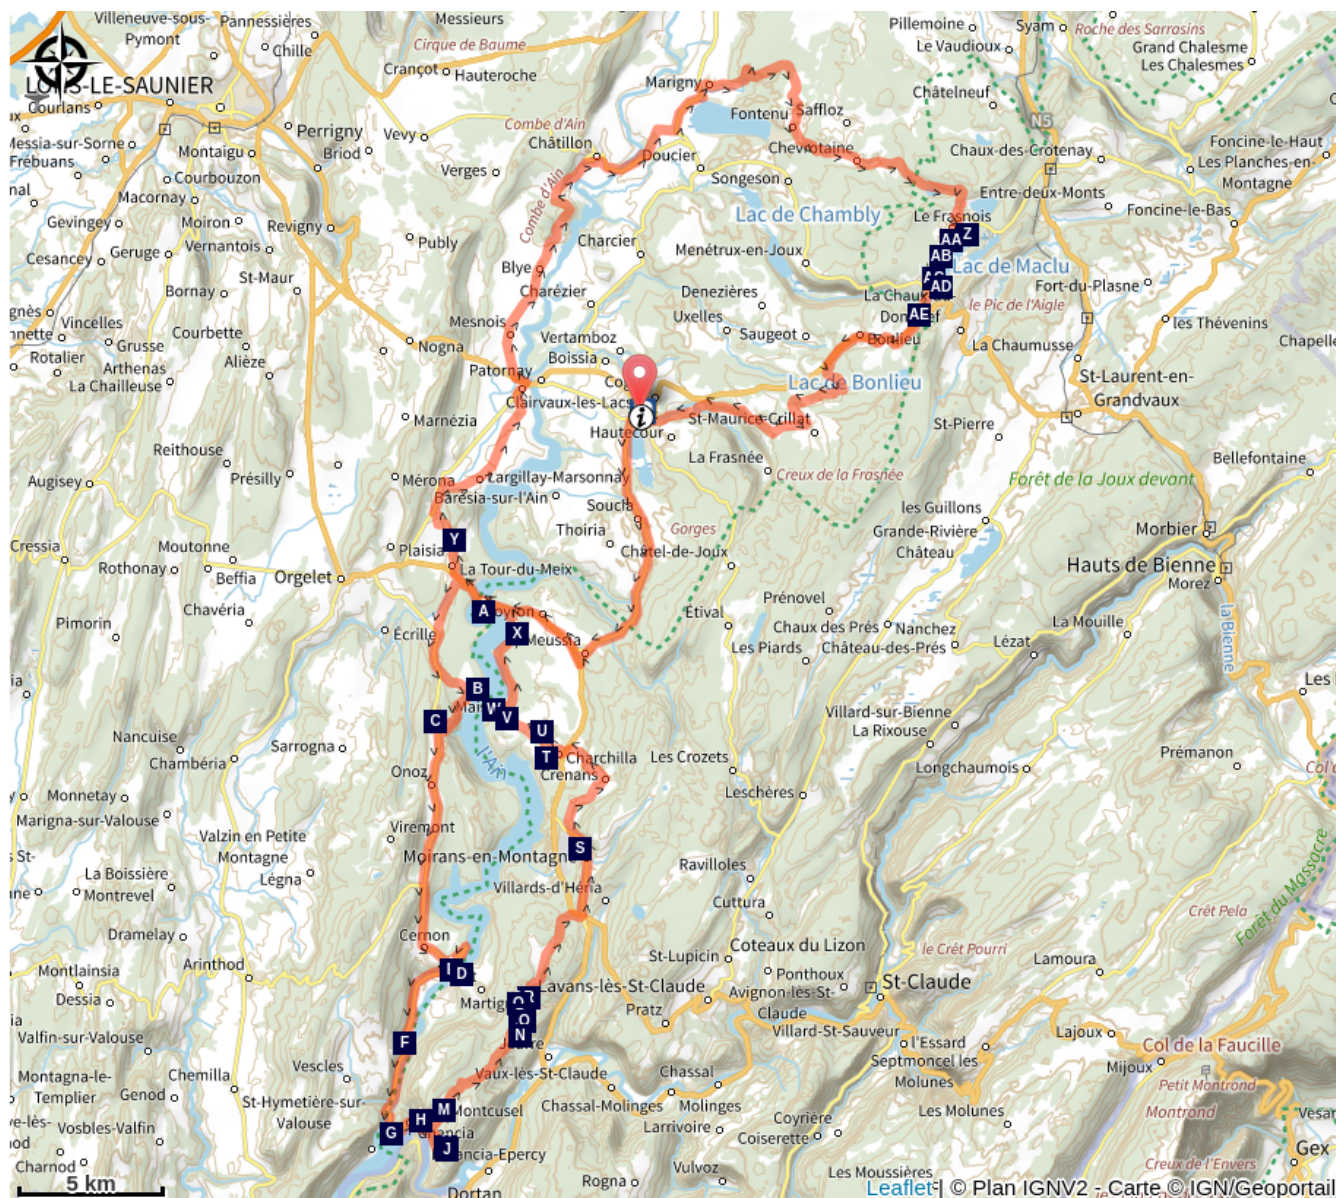 Villeneuve-sous-
Pymont
Pannessières
Chille
Messieurs
Cirque de Baume
Crançot
Hauteroche
Marigny
Pillemoine
Le Vaudioux
Syam
Roche des Sarrasins
Grand Chalesme
Les Chalesmes
Courlans
Perrigny
Briod
Vevy
Combe d'Ain
Châtillon
Fontenu
Saffloz
Châtelneuf
N5
Foncine-le-Haut
Messia-sur-Sorne
Frébuans
Montaigu
Courbouzon
Macornay
Verges
Doucier
Songeson
Chevrotaine
Chaux-des-Crotenay
Les Planches-en-
Montagne
Entre-deux-Monts
Foncine-le-Bas
Gevingey
Moiron
Revigny
Vernantois
Cesancey
Geruge
St-Maur
Bornay
Publy
Combe d'Ain
Blye
Charcier
Charézier
Lac de Chambly
Menétrux-en-Joux
Le Frasnois
AA
Z
AB
AD
AE
Lac de Maclu
le Pic de l'Aigle
Fort-du-Plasne
Denezières
Uxelles
Saugeot
Bonlieu
La Chaumusse
les Thévenins
Vincelles
Grusse
Courbette
Rotalier
Arthenas
La Chailleuse
Alièze
Nogna
Mesnois
Vertamboz
Boissia
Patornay
Clairvaux-les-Lacs
Lac de Bonlieu
St-Laurent-en-
Grandvaux
Marnézia
i
Hautecour
St-Maurice-Crillat
La Frasnée
Creux de la Frasnée
St-Pierre
Forêt de la Joux devant
Bellefontaine
Reithouse
Présilly
Augisey
Mérona
Largillay-Marsonnay
Barésia-sur-l'Ain
Soucia
Thoiria
Gorges
Châtel-de-Joux
les Guillons
Grande-Rivière
Château
Morbier
Hauts de Bienne
Morez
la Bienne
Cressia
Moutonne
Rothonay
Beffia
Orgelet
Plaisia
Y
La Tour-du-Meix
Chavéria
Pimorin
Écrille
A
X
Meussia
Étival
Prénovel
Chaux des Prés
Nanchez
Les Piards
Château-des-Prés
Lézat
La Mouille
B
C
W
V
U
T
l'Ain
Nancuise
Chambéria
Sarrogna
Onoz
Charchilla
Crenans
Les Crozets
Villard-sur-Bienne
La Rixouse
Longchaumois
Prémanon
Leschères
Monnetay
Marigna-sur-Valouse
Valzin en Petite
Montagne
Viremont
Légna
Moirans-en-Montagne
S
Villards-d'Héria
Ravilloles
Cuttura
La Boissière
Montrevel
Dramelay
Cernon
Coteaux du Lizon
St-Lupicin
Ponthoux
Avignon-lès-St-
Claude
St-Claude
le Crêt Pourri
Crêt Pela
Forêt du Massacre
Lamoura
Montlainsia
Dessia
Arinthod
I
D
Lavans-lès-St-Claude
Pratz
Villard-St-Sauveur
l'Essard
Septmoncel les
Molunes
Lajoux
Mijoux
Col de la Faucille
Petit Montrond
Montrond
Valfin-sur-Valouse
F
O
N
Montagna-le-
Templier
Chemilla
Vescles
Genod
St-Hymetière-sur-
Valouse
Vosbles-Valfin
Charnod
Vaux-lès-St-Claude
Chassal
Chassal-Molinges
Molinges
Larrivoire
Coyrière
Coiserette
Les Molunes
M
H
G
J
Montcusel
Vulvoz
Rogna
Dortan
Les Moussières
Creux de l'Envers
Gex
5 km
Leaflet | © Plan IGNV2 - Carte © IGN/Geoportail